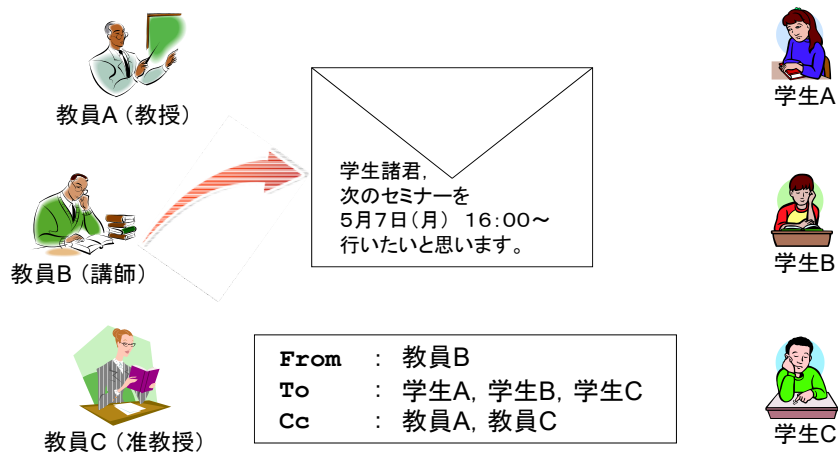 教員A（教授）
学生A
学生諸君，
次のセミナーを
５月７日（月）　１６：００～
行いたいと思います。
教員B（講師）
学生B
From : 教員B
To : 学生A，学生B，学生C
Cc : 教員A，教員C
教員C（准教授）
学生C